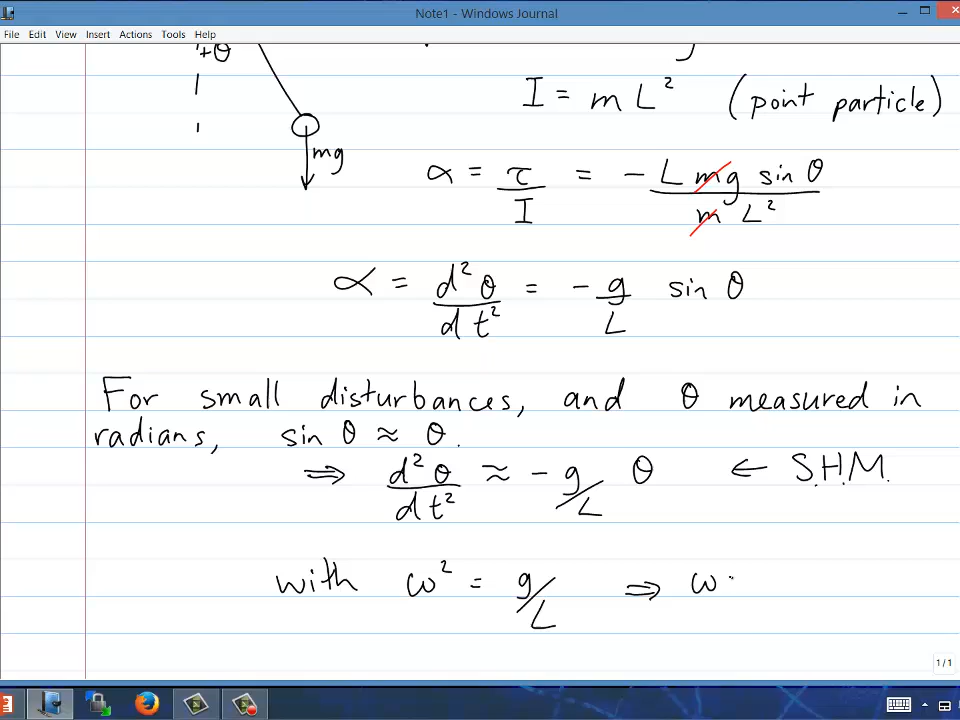 Note1 - Windows Journal
File Edit View Insert Actions Tools Help
+θ
I = m L² (point particle)
mg
α = τ/I = - L mg sin θ / m L²
α = d²θ/dt² = - g/L sin θ
For small disturbances, and θ measured in
radians, sin θ ≈ θ.
⇒ d²θ/dt² ≈ - g/L θ ← S.H.M.
with ω² = g/L ⇒ ω
1/1